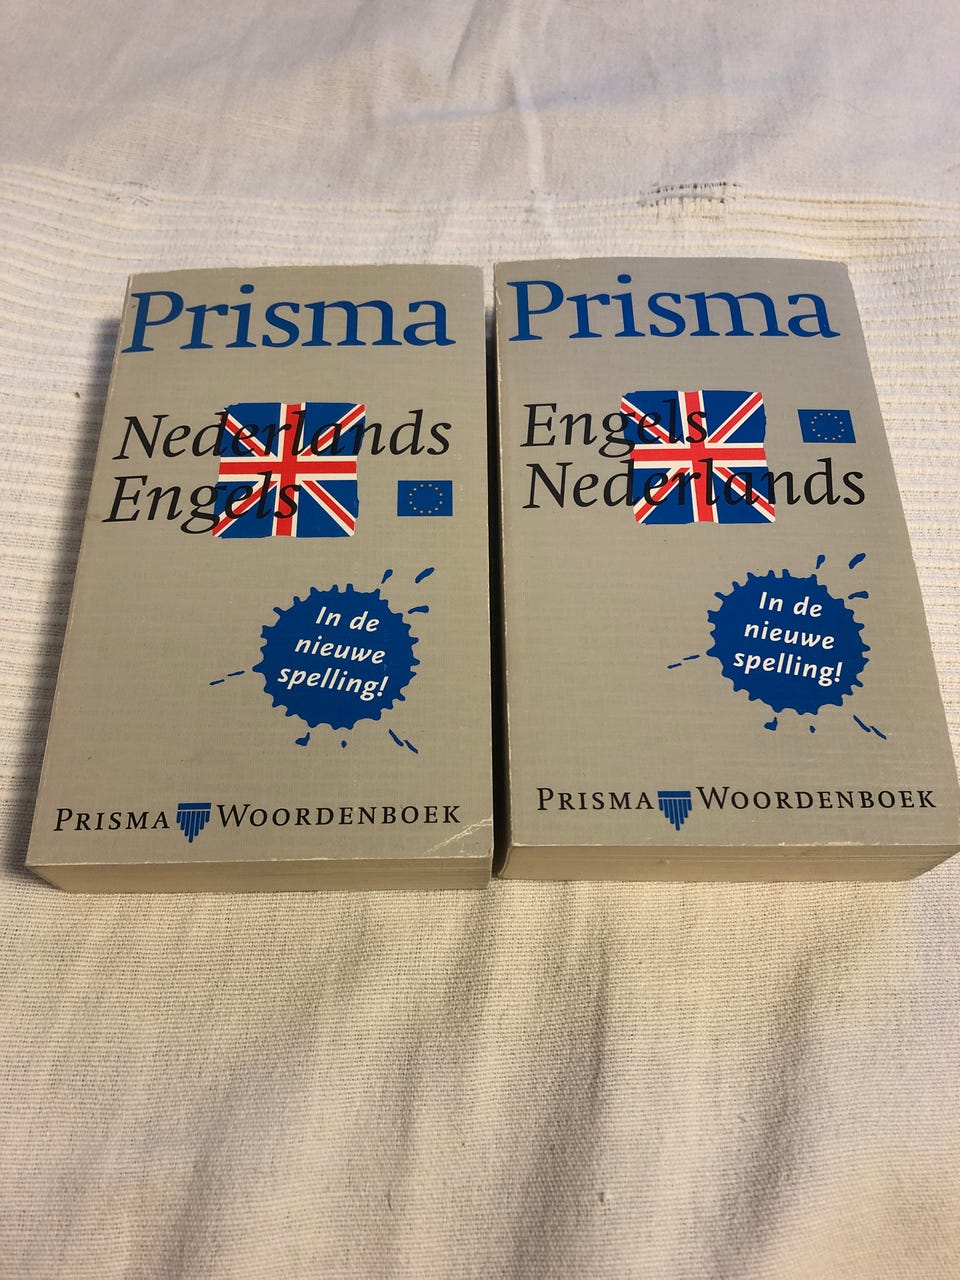 Prisma
Nederlands
Engels
In de
nieuwe
spelling!
PRISMA WOORDENBOEK
Prisma
Engels
Nederlands
In de
nieuwe
spelling!
PRISMA WOORDENBOEK